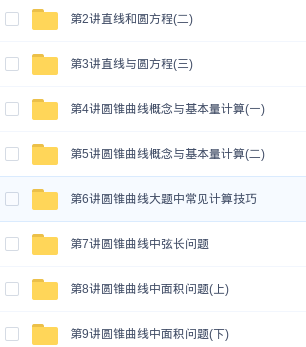 第2讲直线和圆方程(二)
第3讲直线与圆方程(三)
第4讲圆锥曲线概念与基本量计算(一)
第5讲圆锥曲线概念与基本量计算(二)
第6讲圆锥曲线大题中常见计算技巧
第7讲圆锥曲线中弦长问题
第8讲圆锥曲线中面积问题(上)
第9讲圆锥曲线中面积问题(下)